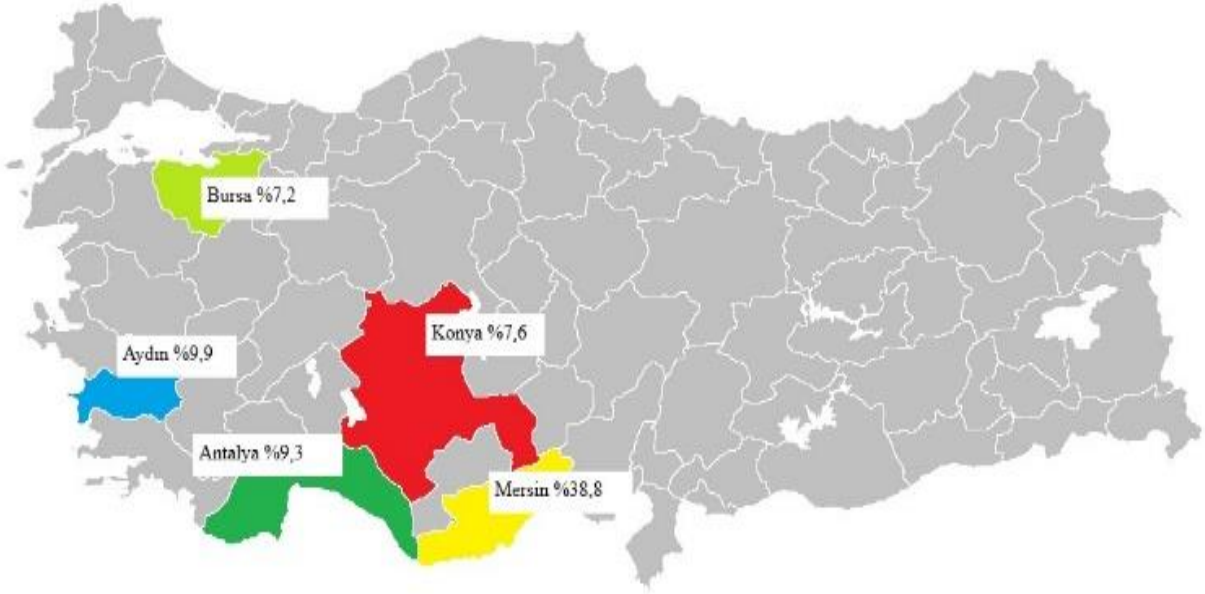 Bursa %7,2
Konya %7,6
Aydın %9,9
Antalya %9,3
Mersin %38,8